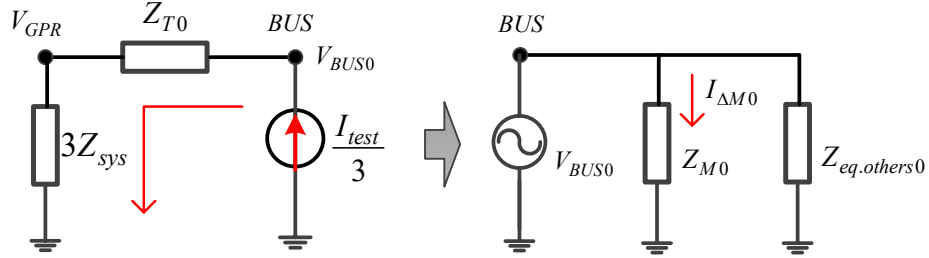 V_GPR
Z_T0
BUS
V_BUS0
3Z_sys
I_test
3
BUS
V_BUS0
I_ΔM0
Z_M0
Z_eq.others0